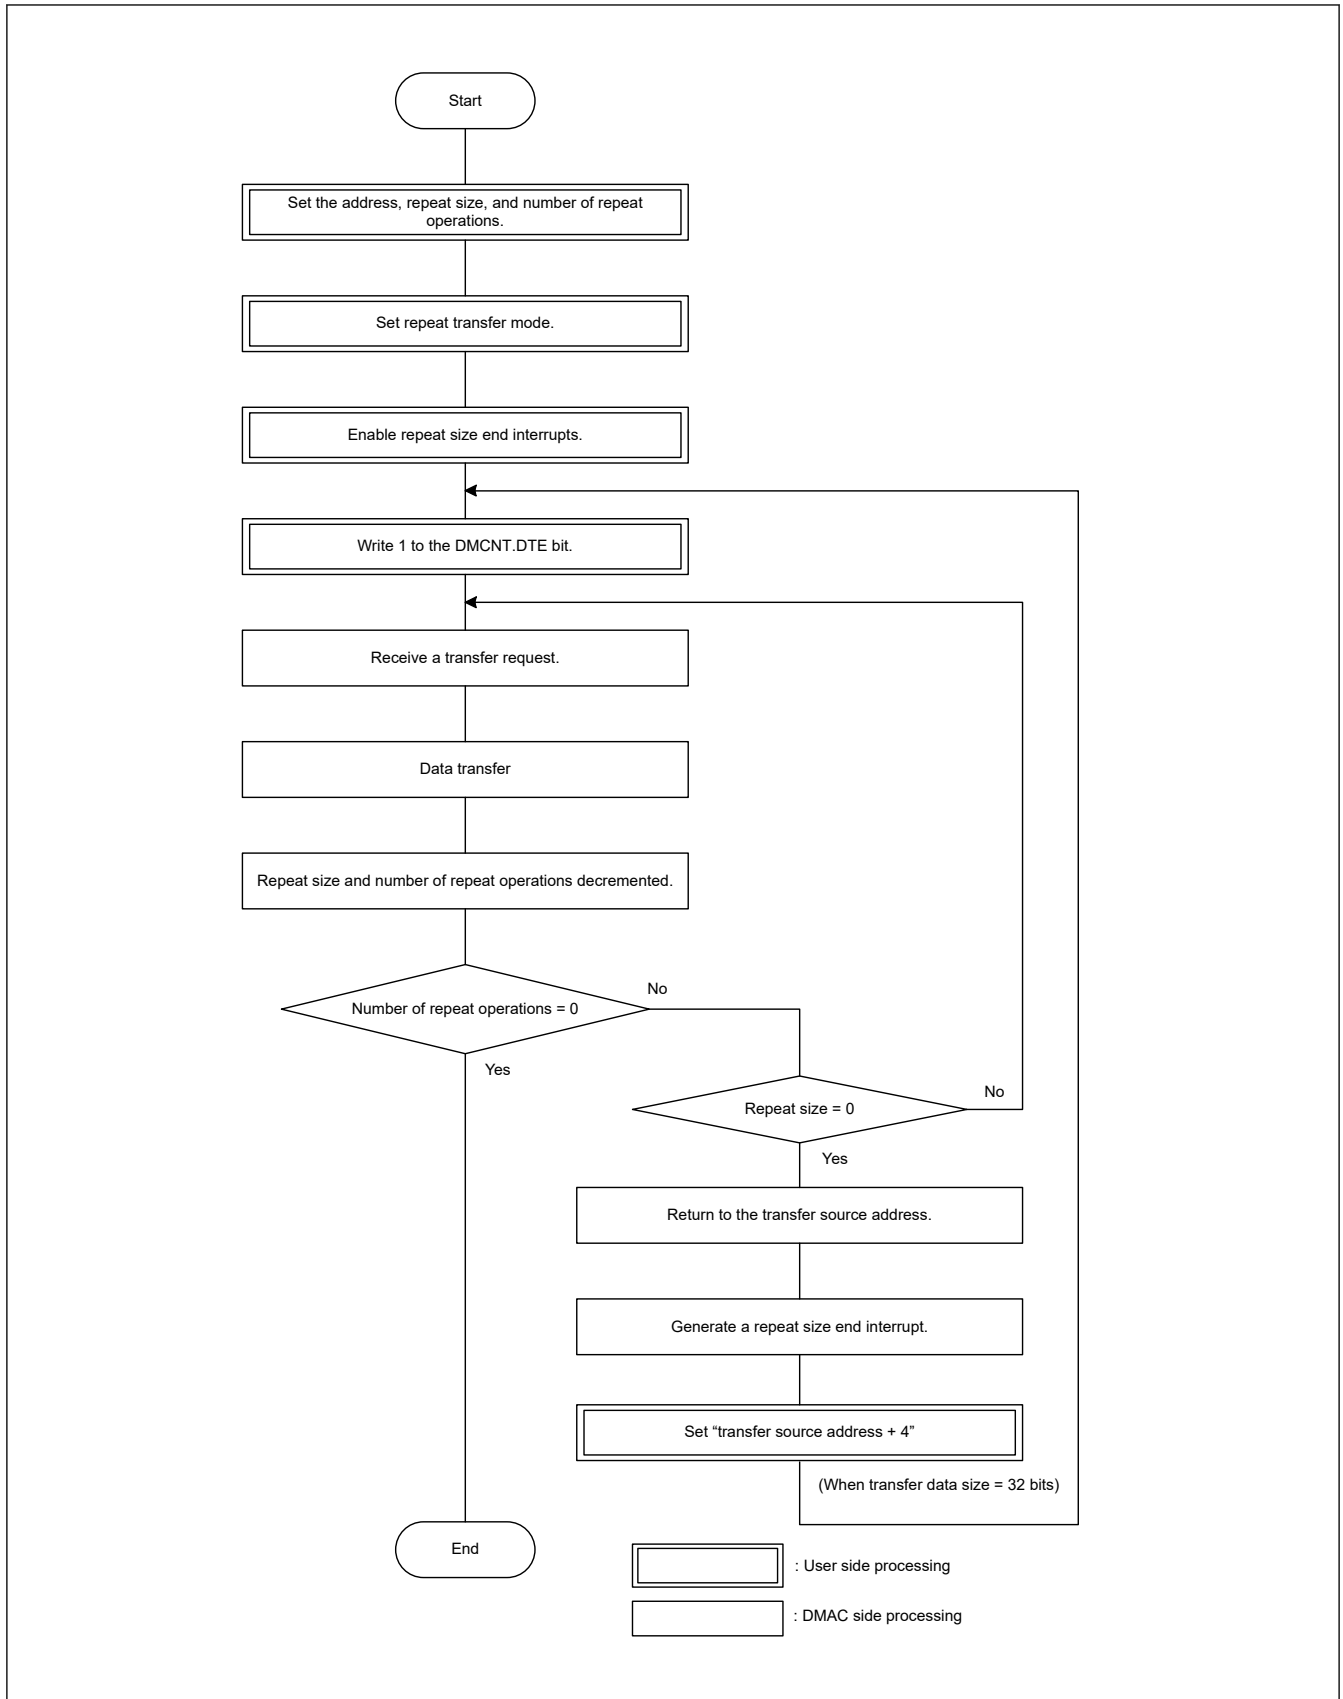 Start
Set the address, repeat size, and number of repeat
operations.
Set repeat transfer mode.
Enable repeat size end interrupts.
Write 1 to the DMCNT.DTE bit.
Receive a transfer request.
Data transfer
Repeat size and number of repeat operations decremented.
Number of repeat operations = 0
No
Yes
Repeat size = 0
No
Yes
Return to the transfer source address.
Generate a repeat size end interrupt.
Set “transfer source address + 4”
(When transfer data size = 32 bits)
End
: User side processing
: DMAC side processing